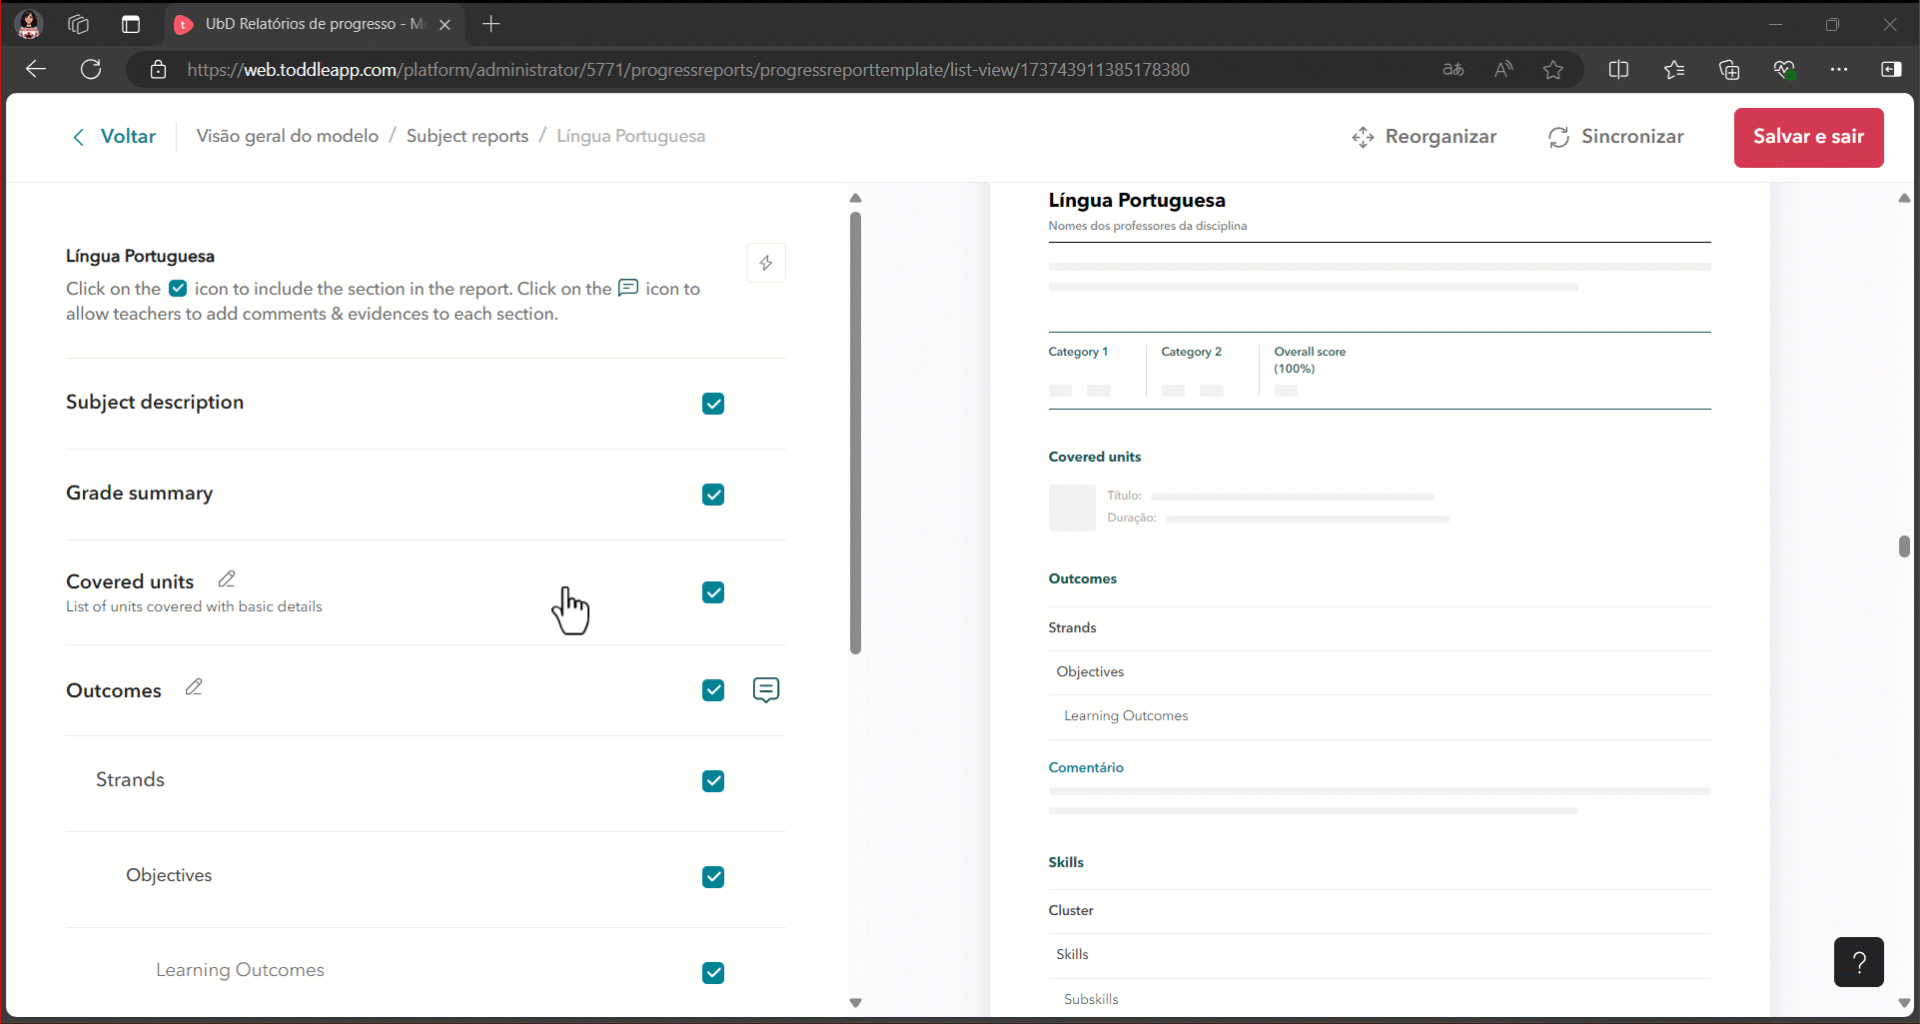 UbD Relatórios de progresso - M
https://web.toddleapp.com/platform/administrator/5771/progressreports/progressreporttemplate/list-view/173743911385178380
Voltar
Visão geral do modelo / Subject reports / Língua Portuguesa
Reorganizar
Sincronizar
Salvar e sair
Língua Portuguesa
Click on the icon to include the section in the report. Click on the icon to
allow teachers to add comments & evidences to each section.
Subject description
Grade summary
Covered units
List of units covered with basic details
Outcomes
Strands
Objectives
Learning Outcomes
Língua Portuguesa
Nomes dos professores da disciplina
Category 1
Category 2
Overall score
(100%)
Covered units
Título:
Duração:
Outcomes
Strands
Objectives
Learning Outcomes
Comentário
Skills
Cluster
Skills
Subskills
?